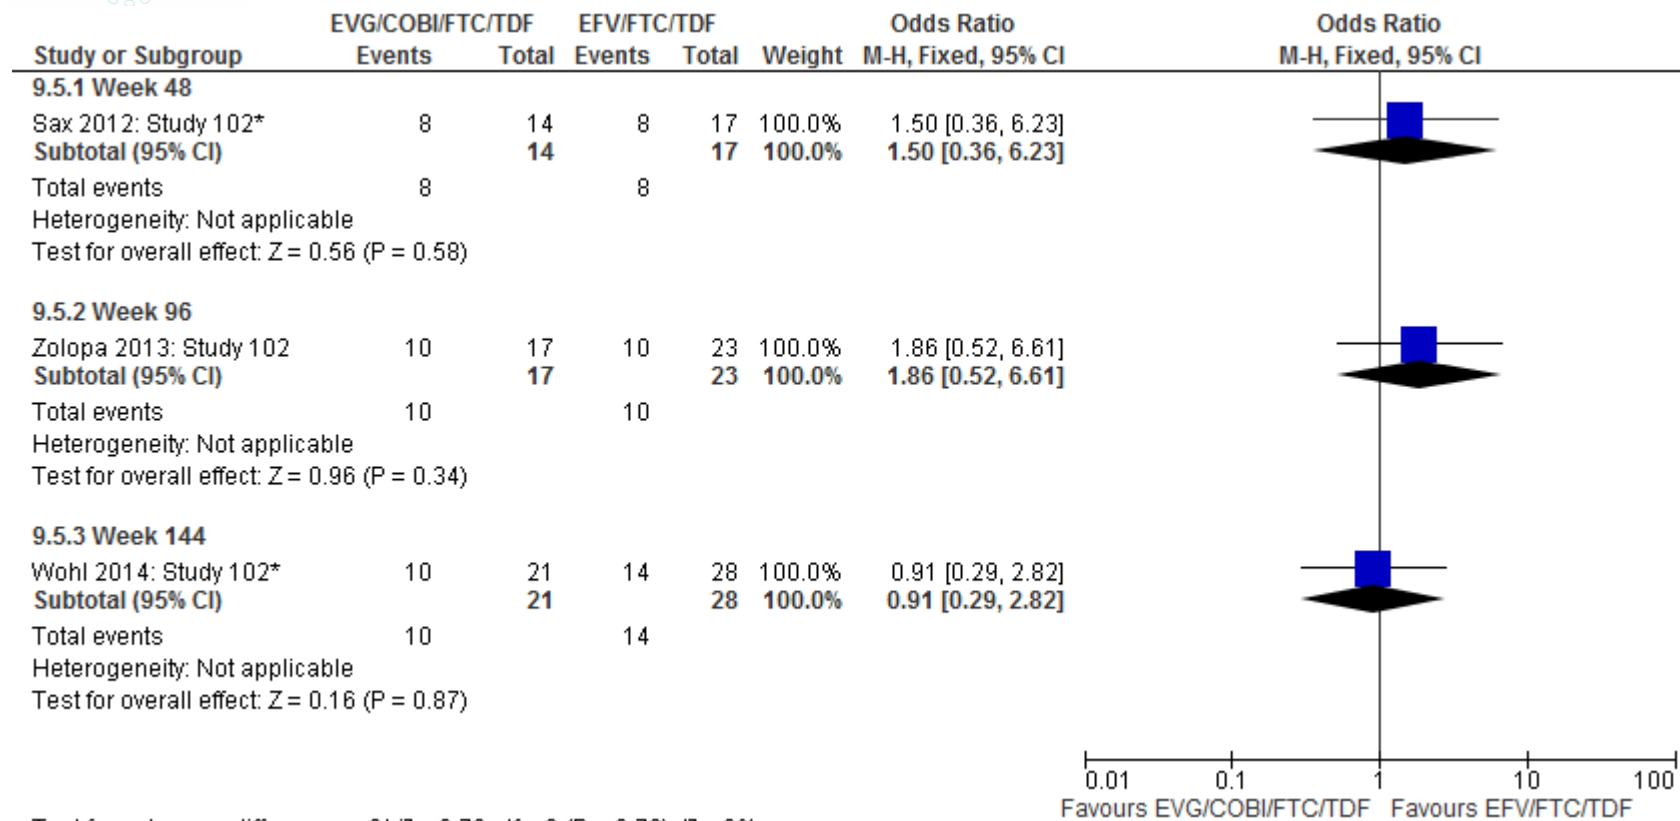 EVG/COBI/FTC/TDF EFV/FTC/TDF Odds Ratio Odds Ratio
Study or Subgroup Events Total Events Total Weight M-H, Fixed, 95% CI M-H, Fixed, 95% CI
9.5.1 Week 48
Sax 2012: Study 102* 8 14 8 17 100.0% 1.50 [0.36, 6.23]
Subtotal (95% CI) 14 17 100.0% 1.50 [0.36, 6.23]
Total events 8 8
Heterogeneity: Not applicable
Test for overall effect: Z = 0.56 (P = 0.58)
9.5.2 Week 96
Zolopa 2013: Study 102 10 17 10 23 100.0% 1.86 [0.52, 6.61]
Subtotal (95% CI) 17 23 100.0% 1.86 [0.52, 6.61]
Total events 10 10
Heterogeneity: Not applicable
Test for overall effect: Z = 0.96 (P = 0.34)
9.5.3 Week 144
Wohl 2014: Study 102* 10 21 14 28 100.0% 0.91 [0.29, 2.82]
Subtotal (95% CI) 21 28 100.0% 0.91 [0.29, 2.82]
Total events 10 14
Heterogeneity: Not applicable
Test for overall effect: Z = 0.16 (P = 0.87)
0.01 0.1 1 10 100
Favours EVG/COBI/FTC/TDF Favours EFV/FTC/TDF